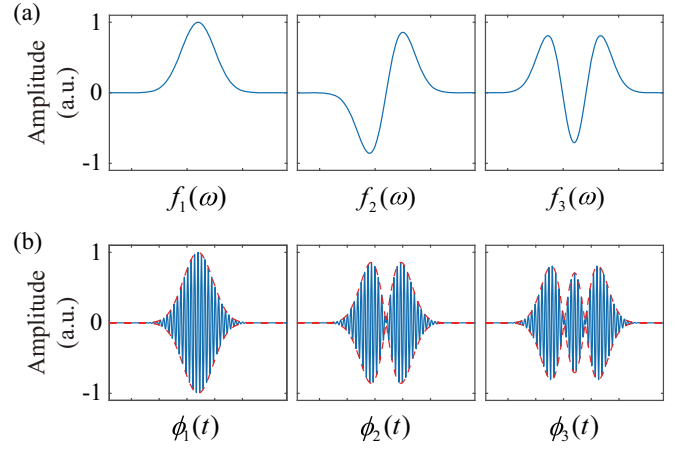 (a)
Amplitude
(a.u.)
1
0
-1
f₁(ω)
f₂(ω)
f₃(ω)
(b)
Amplitude
(a.u.)
1
0
-1
ϕ₁(t)
ϕ₂(t)
ϕ₃(t)